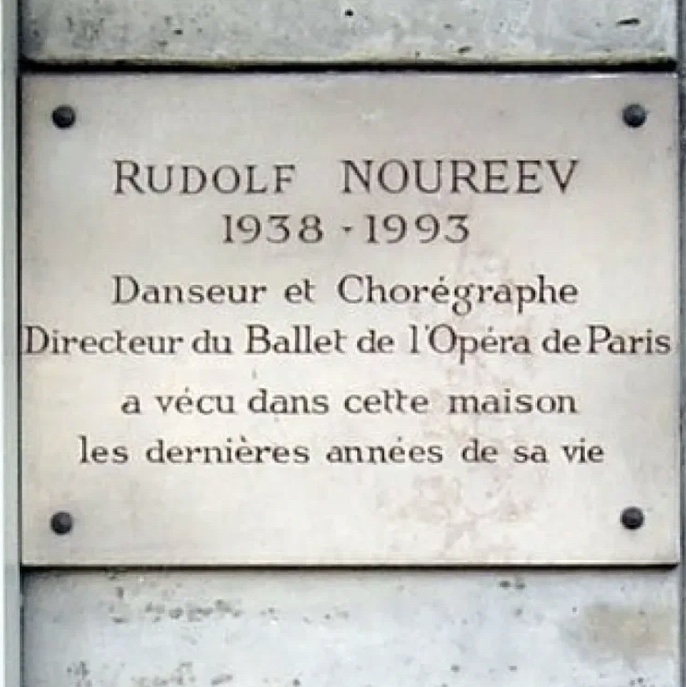 RUDOLF NOUREEV
1938 - 1993
Danseur et Chorégraphe
Directeur du Ballet de l'Opéra de Paris
a vécu dans cette maison
les dernières années de sa vie